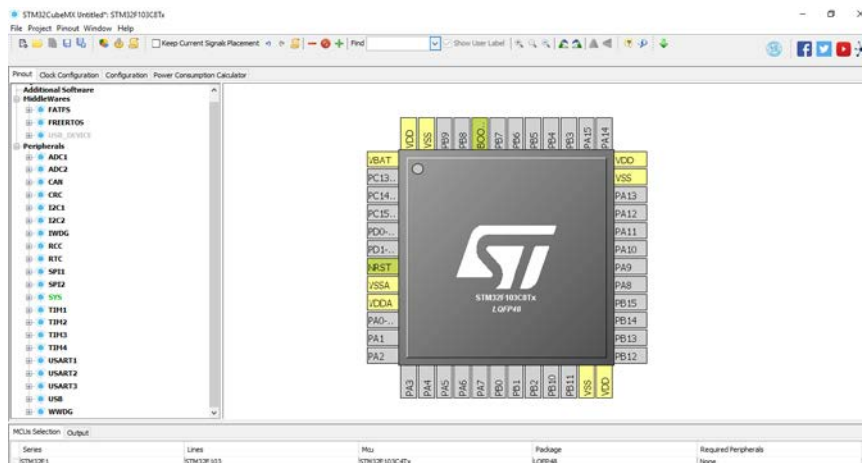 STM32CubeMX Untitled*: STM32F103C8Tx
File Project Pinout Window Help
Keep Current Signals Placement
Find
Show User Label
Pinout Clock Configuration Configuration Power Consumption Calculator
Additional Software
MiddleWares
FATFS
FREERTOS
USB_DEVICE
Peripherals
ADC1
ADC2
CAN
CRC
I2C1
I2C2
IWDG
RCC
RTC
SPI1
SPI2
SYS
TIM1
TIM2
TIM3
TIM4
USART1
USART2
USART3
USB
WWDG
VDD
VSS
PB9
PB8
BOO..
PB7
PB6
PB5
PB4
PB3
PA15
PA14
VBAT
PC13..
PC14..
PC15..
PD0-..
PD1-..
NRST
VSSA
VDDA
PA0-..
PA1
PA2
VDD
VSS
PA13
PA12
PA11
PA10
PA9
PA8
PB15
PB14
PB13
PB12
ST
STM32F103C8Tx
LQFP48
PA3
PA4
PA5
PA6
PA7
PB0
PB1
PB2
PB10
PB11
VSS
VDD
MCUs Selection Output
Series Lines Mcu Package Required Peripherals
STM32F1 STM32F103 STM32F103C4Tx LQFP48 None